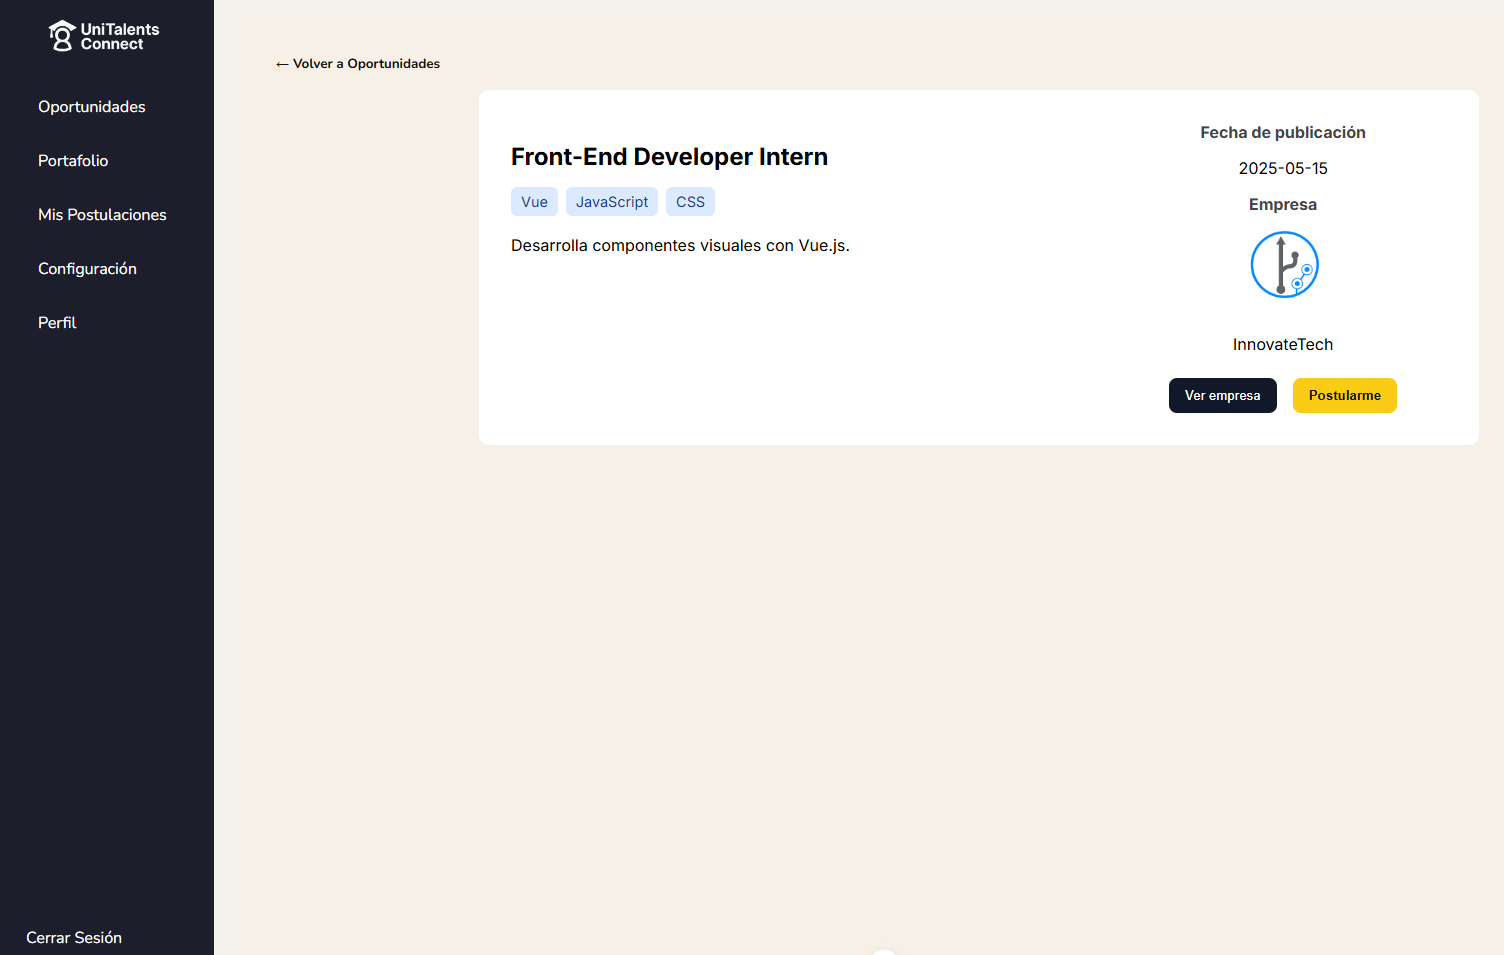 UniTalents
Connect
Oportunidades
Portafolio
Mis Postulaciones
Configuración
Perfil
Cerrar Sesión
← Volver a Oportunidades
Front-End Developer Intern
Vue JavaScript CSS
Desarrolla componentes visuales con Vue.js.
Fecha de publicación
2025-05-15
Empresa
InnovateTech
Ver empresa Postularme